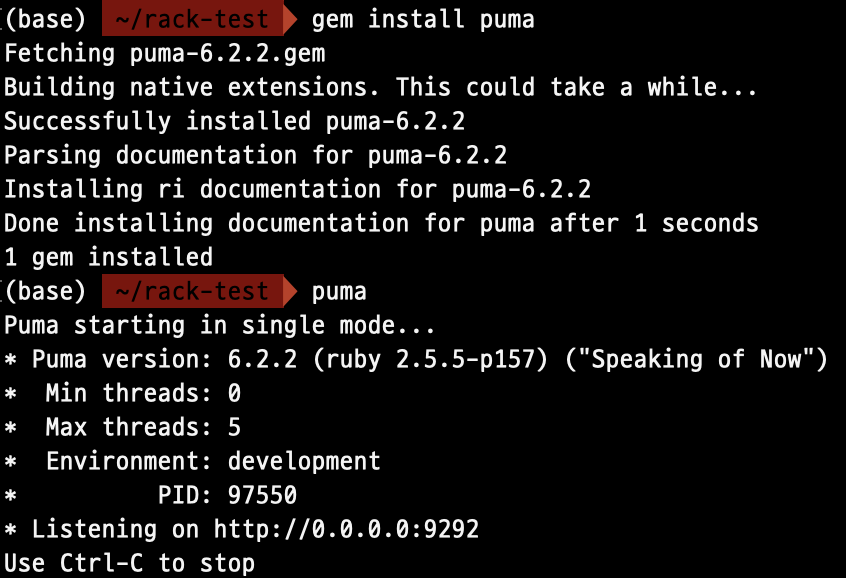 (base) ~/rack-test gem install puma
Fetching puma-6.2.2.gem
Building native extensions. This could take a while...
Successfully installed puma-6.2.2
Parsing documentation for puma-6.2.2
Installing ri documentation for puma-6.2.2
Done installing documentation for puma after 1 seconds
1 gem installed
(base) ~/rack-test puma
Puma starting in single mode...
* Puma version: 6.2.2 (ruby 2.5.5-p157) ("Speaking of Now")
*  Min threads: 0
*  Max threads: 5
*  Environment: development
*          PID: 97550
* Listening on http://0.0.0.0:9292
Use Ctrl-C to stop